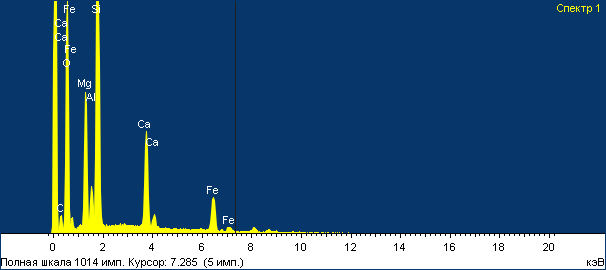 Спектр 1
Fe
Si
Ca
Ca
Fe
O
Mg
Al
Ca
Ca
Fe
Fe
C
0 2 4 6 8 10 12 14 16 18 20
Полная шкала 1014 имп. Курсор: 7.285 (5 имп.) кэВ